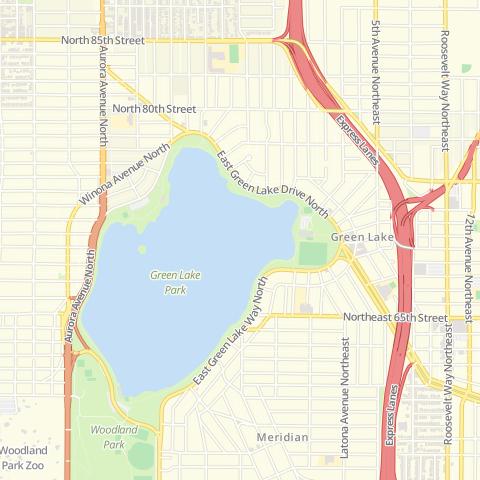 North 85th Street
Aurora Avenue North
5th Avenue Northeast
Roosevelt Way Northeast
North 80th Street
Express Lanes
Winona Avenue North
East Green Lake Drive North
12th Avenue Northeast
Green Lake
Aurora Avenue North
Green Lake
Park
East Green Lake Way North
Northeast 65th Street
Latona Avenue Northeast
Roosevelt Way Northeast
Express Lanes
Woodland
Park
Meridian
Woodland
Park Zoo